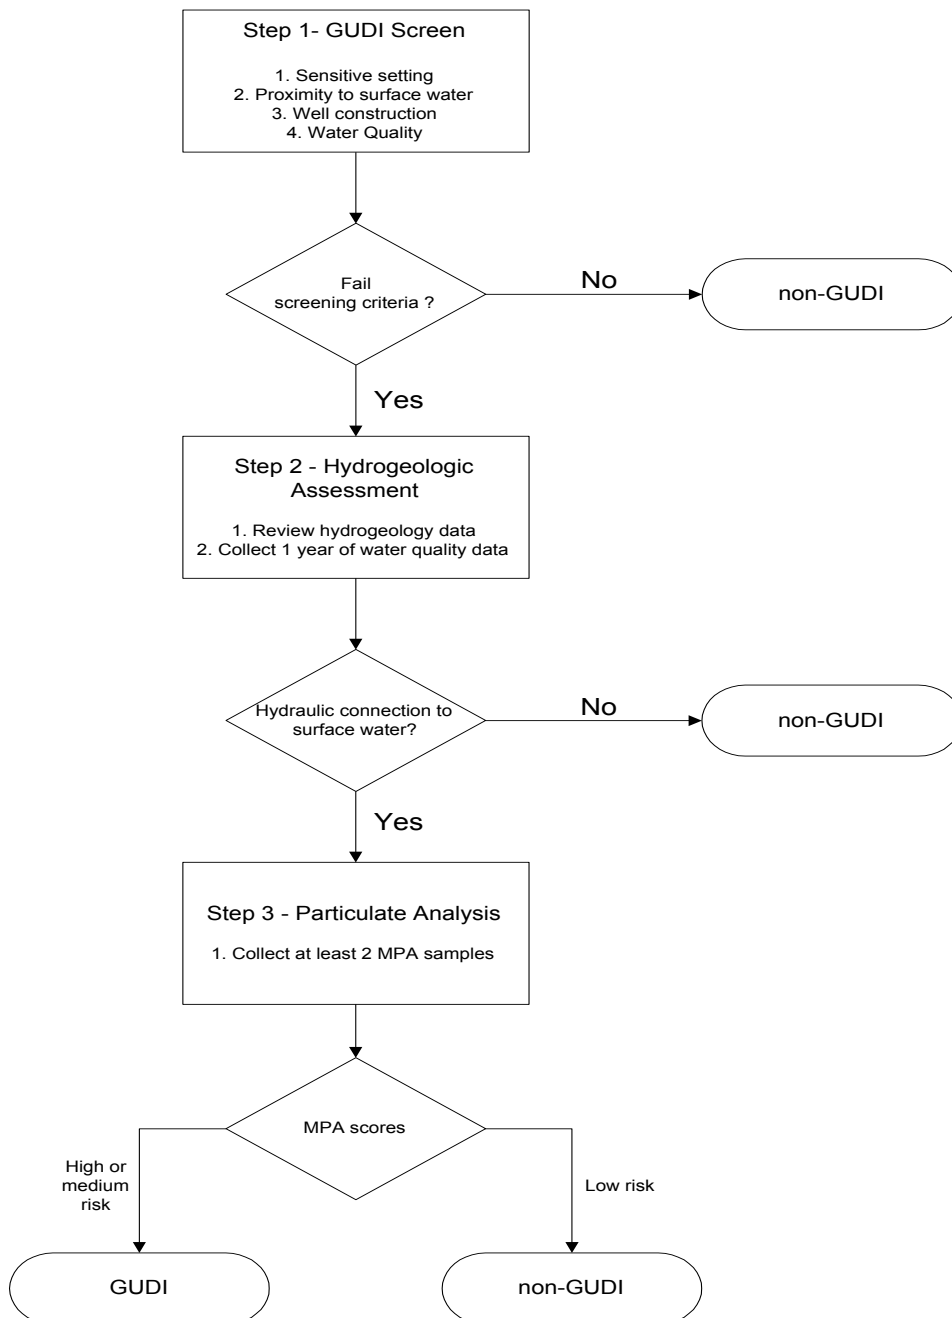 Step 1- GUDI Screen
1. Sensitive setting
2. Proximity to surface water
3. Well construction
4. Water Quality
Fail
screening criteria ?
No
non-GUDI
Yes
Step 2 - Hydrogeologic
Assessment
1. Review hydrogeology data
2. Collect 1 year of water quality data
Hydraulic connection to
surface water?
No
non-GUDI
Yes
Step 3 - Particulate Analysis
1. Collect at least 2 MPA samples
MPA scores
High or
medium
risk
Low risk
GUDI
non-GUDI